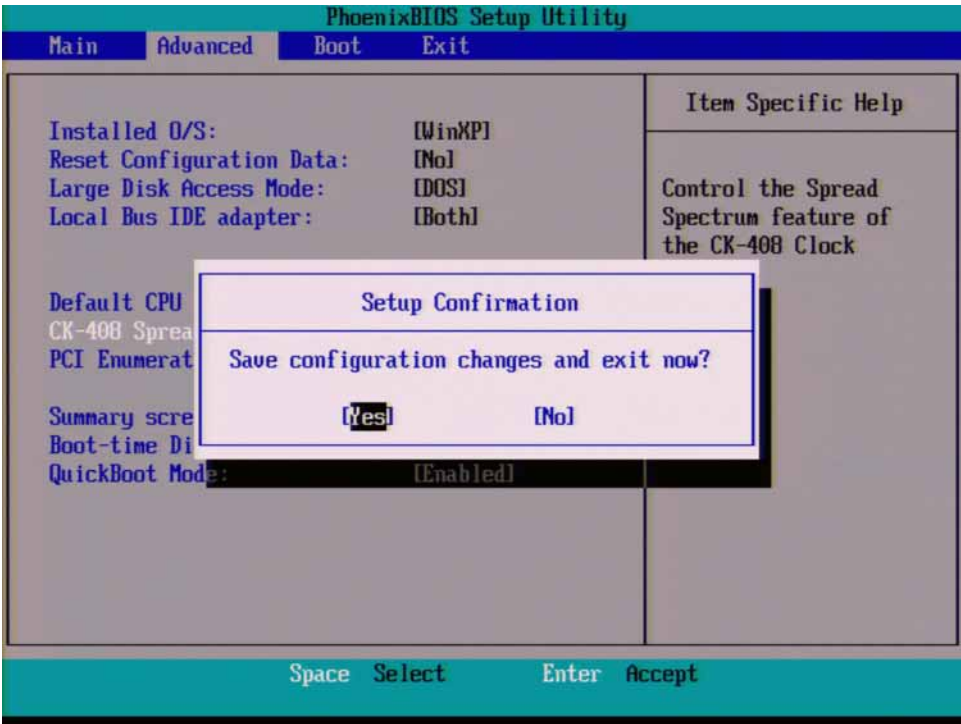 PhoenixBIOS Setup Utility
Main Advanced Boot Exit
Item Specific Help
Installed O/S: [WinXP]
Reset Configuration Data: [No]
Large Disk Access Mode: [DOS]
Local Bus IDE adapter: [Both]
Control the Spread
Spectrum feature of
the CK-408 Clock
Default CPU
CK-408 Sprea
PCI Enumerat
Summary scre
Boot-time Di
QuickBoot Mode: [Enabled]
Setup Confirmation
Save configuration changes and exit now?
[Yes] [No]
Space Select Enter Accept